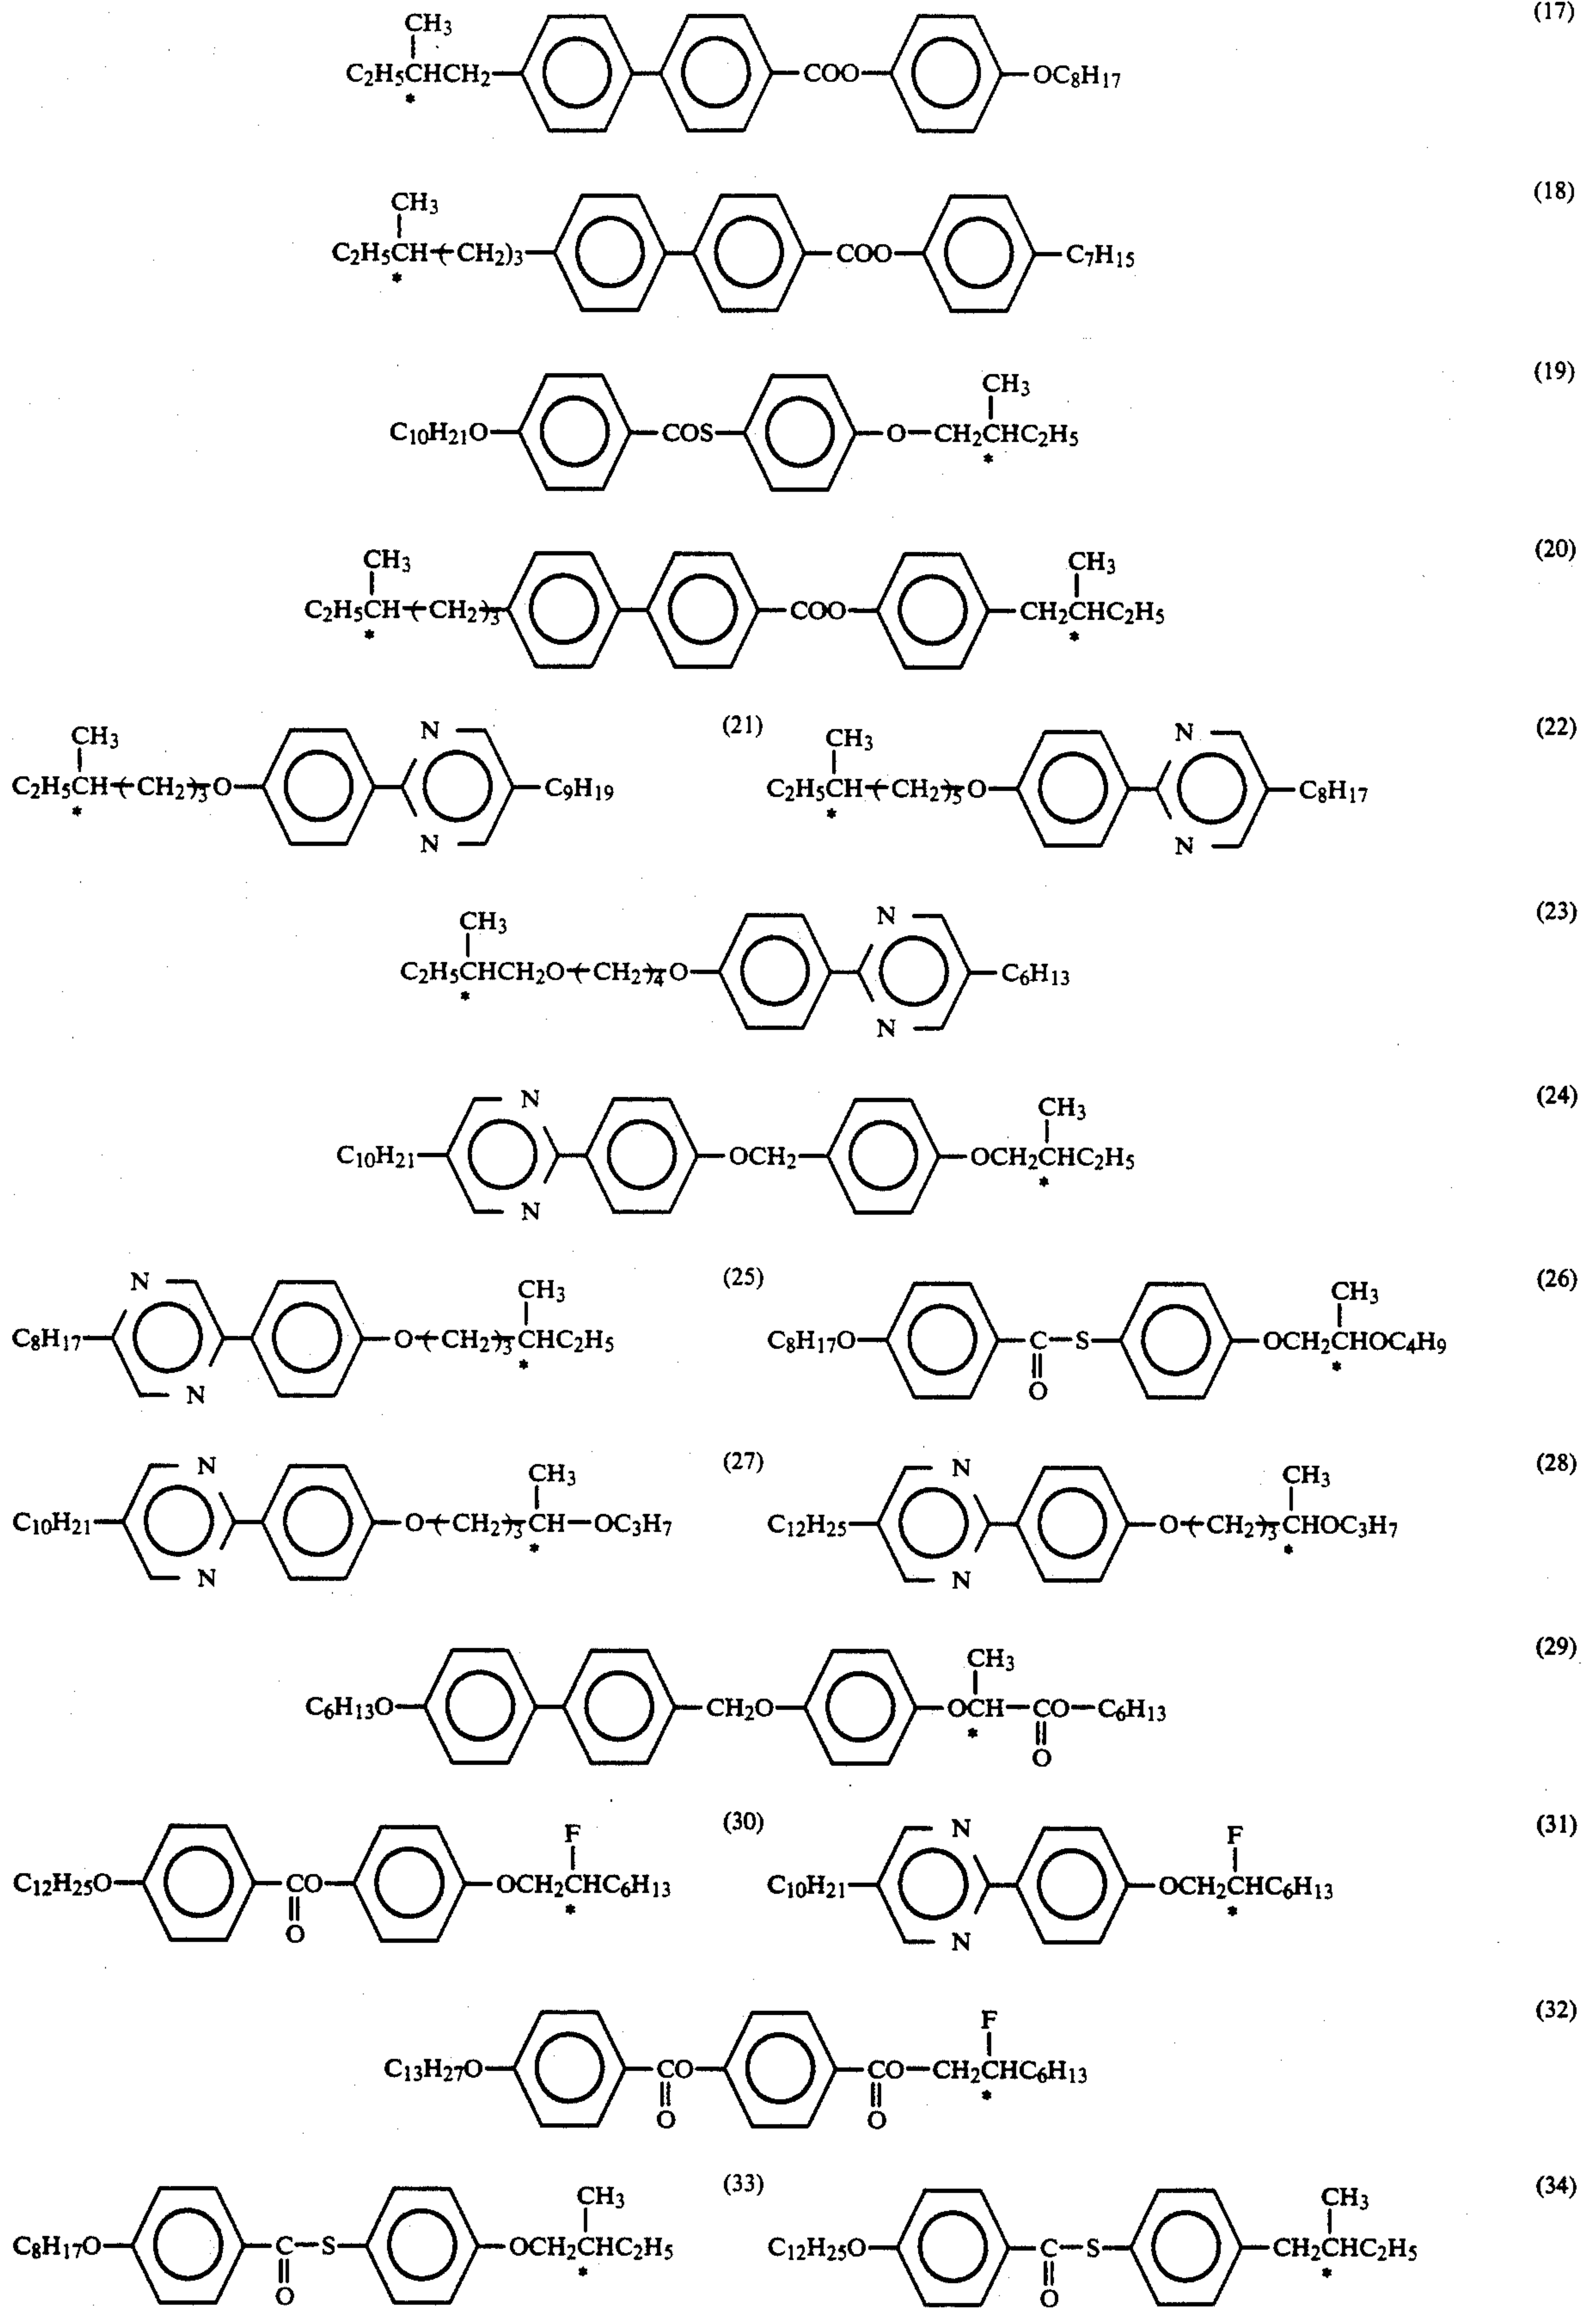 (17)
CH3
C2H5CHCH2 COO OC8H17
*
(18)
CH3
C2H5CH(CH2)3 COO C7H15
*
(19)
CH3
C10H21O COS O CH2CHC2H5
*
(20)
CH3 CH3
C2H5CH(CH2)3 COO CH2CHC2H5
* *
(21)
CH3 N
C2H5CH(CH2)3O C9H19
* N
(22)
CH3 N
C2H5CH(CH2)5O C8H17
* N
(23)
CH3 N
C2H5CHCH2O(CH2)4O C6H13
* N
(24)
N CH3
C10H21 OCH2 OCH2CHC2H5
N *
(25)
N CH3
C8H17 O(CH2)3CHC2H5
N *
(26)
CH3
C8H17O C S OCH2CHOC4H9
O *
(27)
N CH3
C10H21 O(CH2)3CH OC3H7
N *
(28)
N CH3
C12H25 O(CH2)3CHOC3H7
N *
(29)
CH3
C6H13O CH2O OCH CO C6H13
* O
(30)
F
C12H25O CO OCH2CHC6H13
O *
(31)
N F
C10H21 OCH2CHC6H13
N *
(32)
F
C13H27O CO CO CH2CHC6H13
O O *
(33)
CH3
C8H17O C S OCH2CHC2H5
O *
(34)
CH3
C12H25O C S CH2CHC2H5
O *